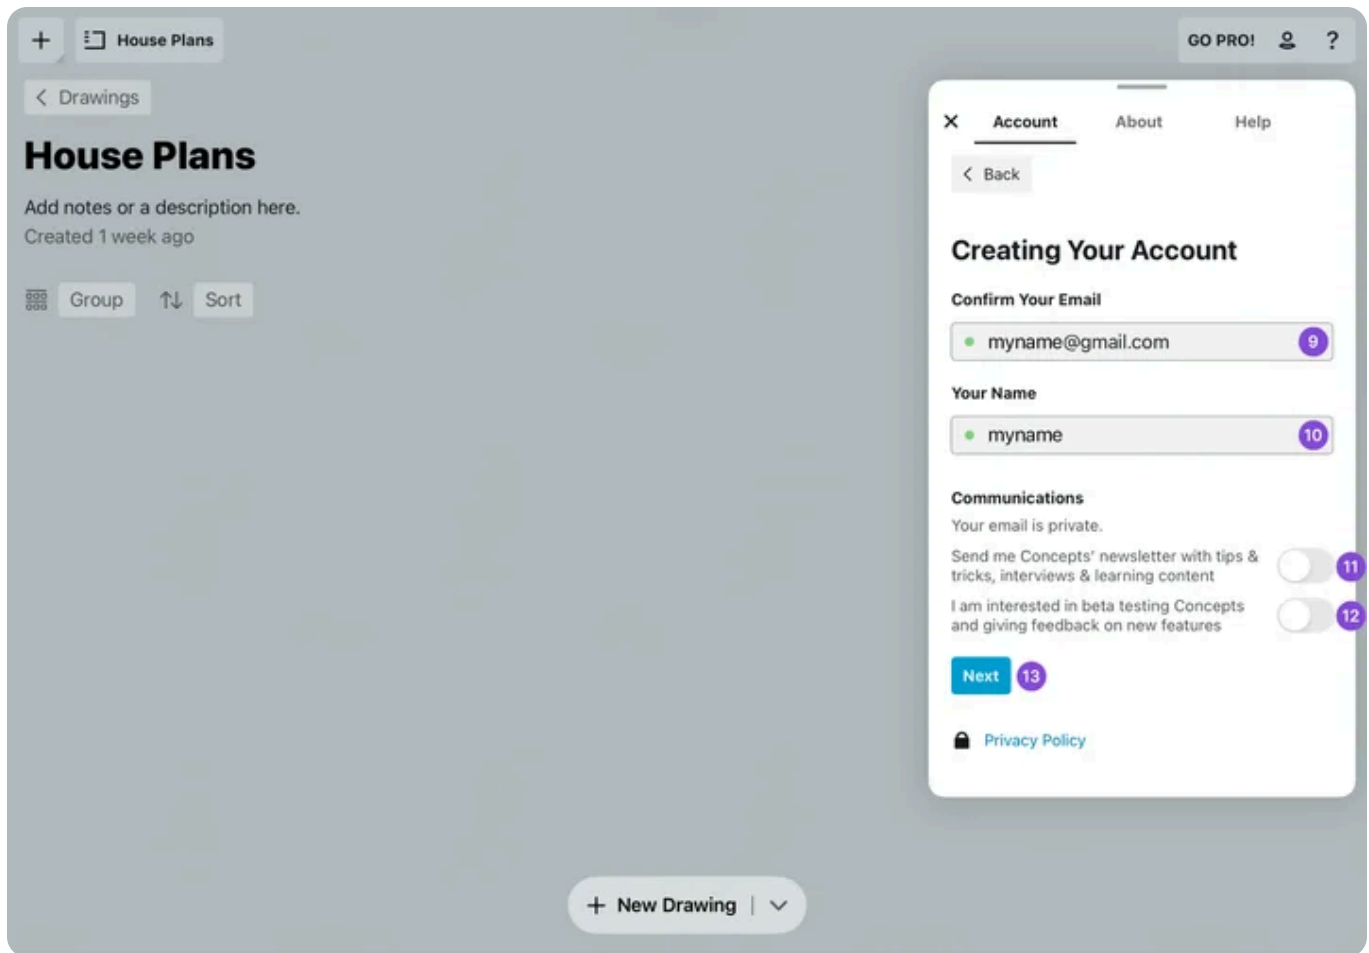 + House Plans
GO PRO! ?
Drawings
House Plans
Add notes or a description here.
Created 1 week ago
Group Sort
Account About Help
Back
Creating Your Account
Confirm Your Email
myname@gmail.com 9
Your Name
myname 10
Communications
Your email is private.
Send me Concepts' newsletter with tips &
tricks, interviews & learning content
11
I am interested in beta testing Concepts
and giving feedback on new features
12
Next 13
Privacy Policy
+ New Drawing